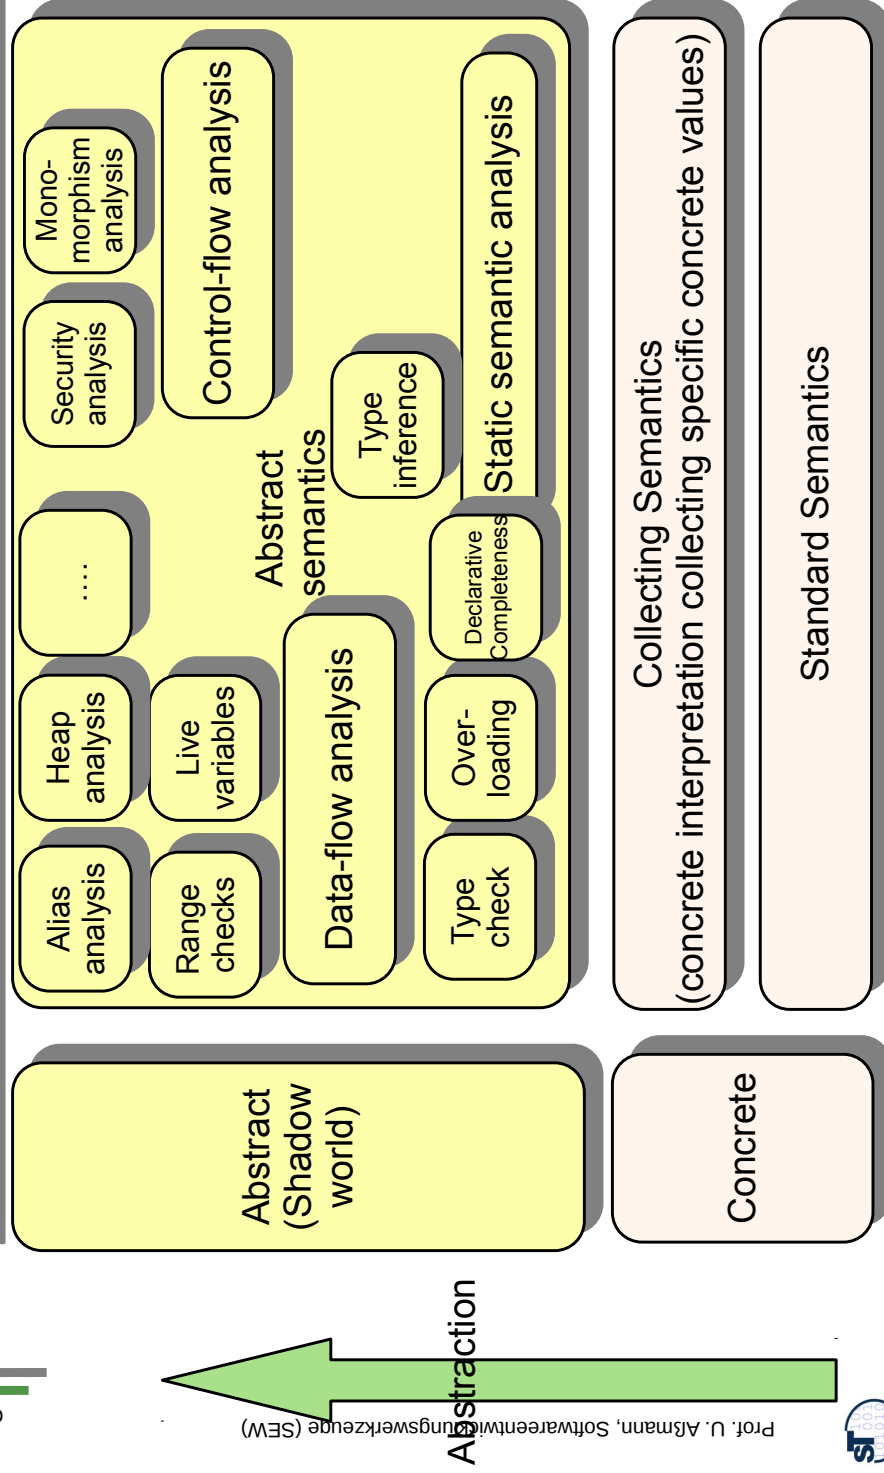 Abstraction
Abstract
(Shadow
world)
Concrete
Alias
analysis
Heap
analysis
....
Security
analysis
Mono-
morphism
analysis
Range
checks
Live
variables
Control-flow analysis
Abstract
semantics
Data-flow analysis
Type
inference
Type
check
Over-
loading
Declarative
Completeness
Static semantic analysis
Collecting Semantics
(concrete interpretation collecting specific concrete values)
Standard Semantics
Prof. U. Aßmann, Softwareentwicklungswerkzeuge (SEW)
ST